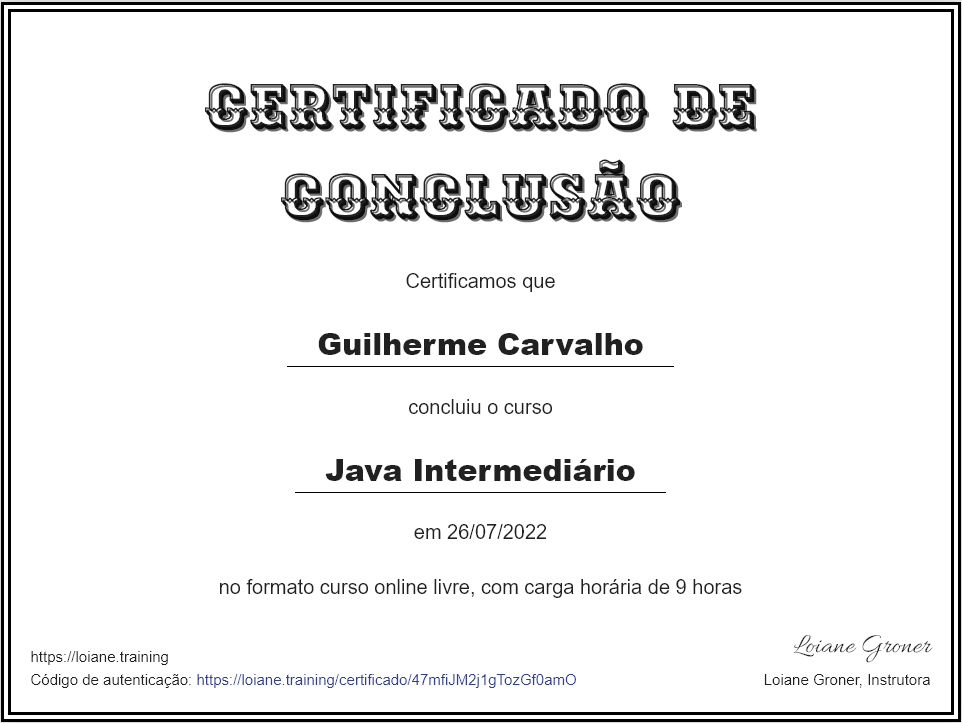 CERTIFICADO DE
CONCLUSÃO
Certificamos que
Guilherme Carvalho
concluiu o curso
Java Intermediário
em 26/07/2022
no formato curso online livre, com carga horária de 9 horas
Loiane Groner
https://loiane.training
Código de autenticação: https://loiane.training/certificado/47mfiJM2j1gTozGf0amO
Loiane Groner, Instrutora